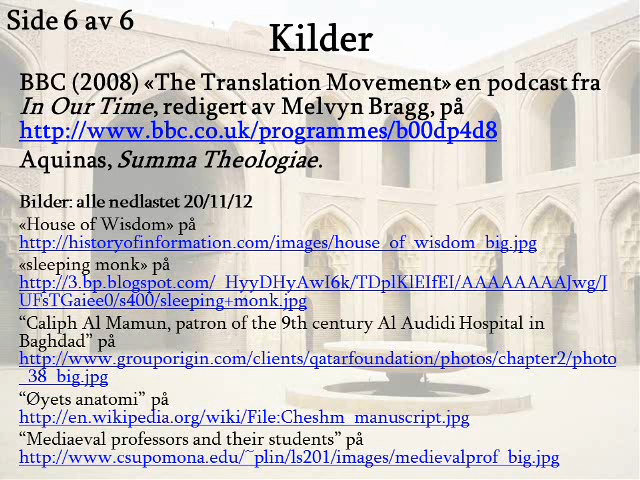 Side 6 av 6
Kilder
BBC (2008) «The Translation Movement» en podcast fra
In Our Time, redigert av Melvyn Bragg, på
http://www.bbc.co.uk/programmes/b00dp4d8
Aquinas, Summa Theologiae.
Bilder: alle nedlastet 20/11/12
«House of Wisdom» på
http://historyofinformation.com/images/house_of_wisdom_big.jpg
«sleeping monk» på
http://3.bp.blogspot.com/_HyyDHyAwI6k/TDplKlEIfEI/AAAAAAAAJwg/J
UFsTGaiee0/s400/sleeping+monk.jpg
“Caliph Al Mamun, patron of the 9th century Al Audidi Hospital in
Baghdad” på
http://www.grouporigin.com/clients/qatarfoundation/photos/chapter2/photo
_38_big.jpg
“Øyets anatomi” på
http://en.wikipedia.org/wiki/File:Cheshm_manuscript.jpg
“Mediaeval professors and their students” på
http://www.csupomona.edu/~plin/ls201/images/medievalprof_big.jpg